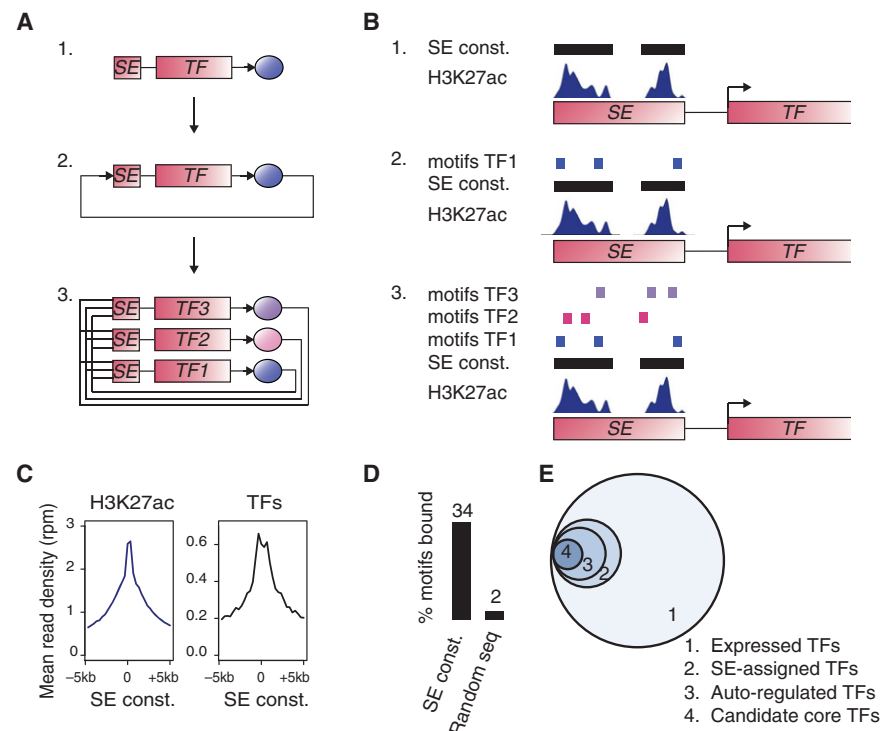 A
1.
SE
TF
2.
SE
TF
3.
SE
TF3
SE
TF2
SE
TF1
B
1.
SE const.
H3K27ac
SE
TF
2.
motifs TF1
SE const.
H3K27ac
SE
TF
3.
motifs TF3
motifs TF2
motifs TF1
SE const.
H3K27ac
SE
TF
C
H3K27ac
TFs
Mean read density (rpm)
3
2
1
0
0.6
0.4
0.2
0.0
−5kb 0 +5kb
−5kb 0 +5kb
SE const.
SE const.
D
% motifs bound
34
2
SE const.
Random seq
E
4
3
2
1
1. Expressed TFs
2. SE-assigned TFs
3. Auto-regulated TFs
4. Candidate core TFs